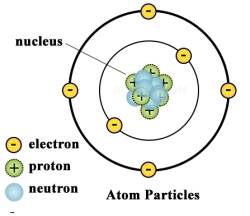 nucleus
electron
proton
neutron
Atom Particles